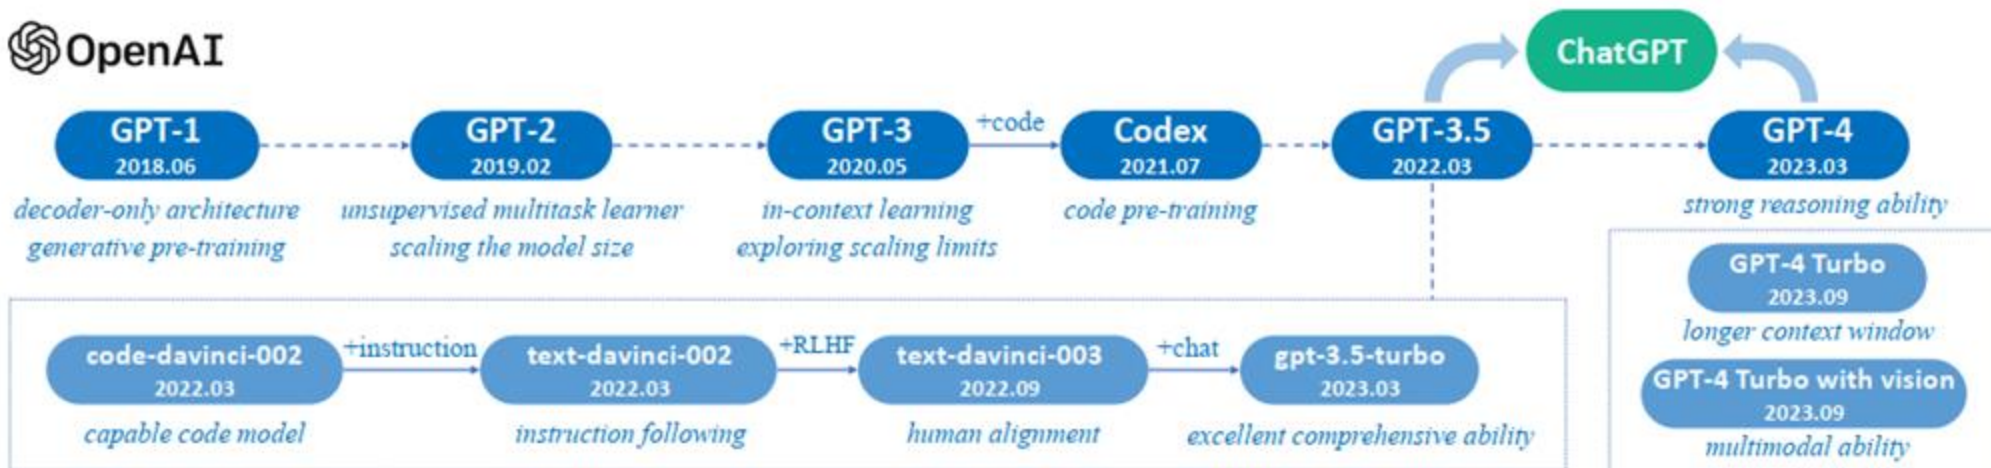 OpenAI
ChatGPT
GPT-1
2018.06
decoder-only architecture
generative pre-training
GPT-2
2019.02
unsupervised multitask learner
scaling the model size
GPT-3
2020.05
in-context learning
exploring scaling limits
+code
Codex
2021.07
code pre-training
GPT-3.5
2022.03
GPT-4
2023.03
strong reasoning ability
code-davinci-002
2022.03
capable code model
+instruction
text-davinci-002
2022.03
instruction following
+RLHF
text-davinci-003
2022.09
human alignment
+chat
gpt-3.5-turbo
2023.03
excellent comprehensive ability
GPT-4 Turbo
2023.09
longer context window
GPT-4 Turbo with vision
2023.09
multimodal ability